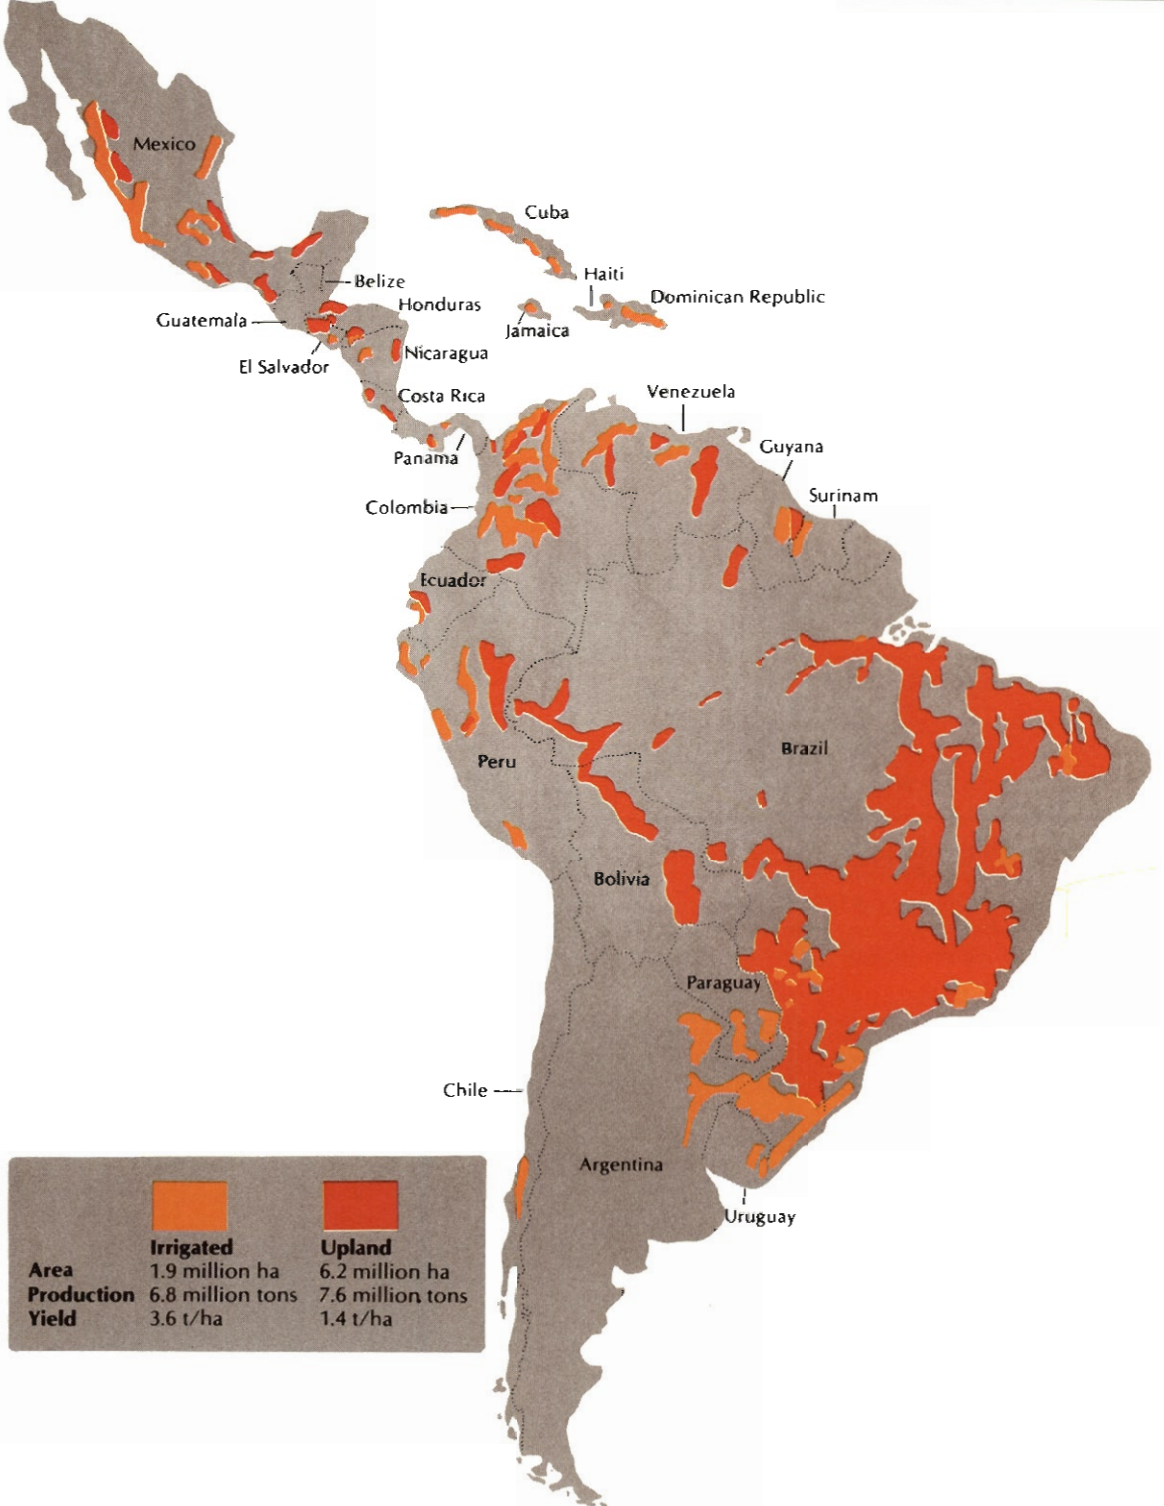 Mexico
Cuba
Haiti
Belize
Dominican Republic
Honduras
Guatemala
Jamaica
Nicaragua
El Salvador
Venezuela
Costa Rica
Guyana
Panama
Surinam
Colombia
Ecuador
Brazil
Peru
Bolivia
Paraguay
Chile
Argentina
Uruguay
Irrigated Upland
Area 1.9 million ha 6.2 million ha
Production 6.8 million tons 7.6 million tons
Yield 3.6 t/ha 1.4 t/ha